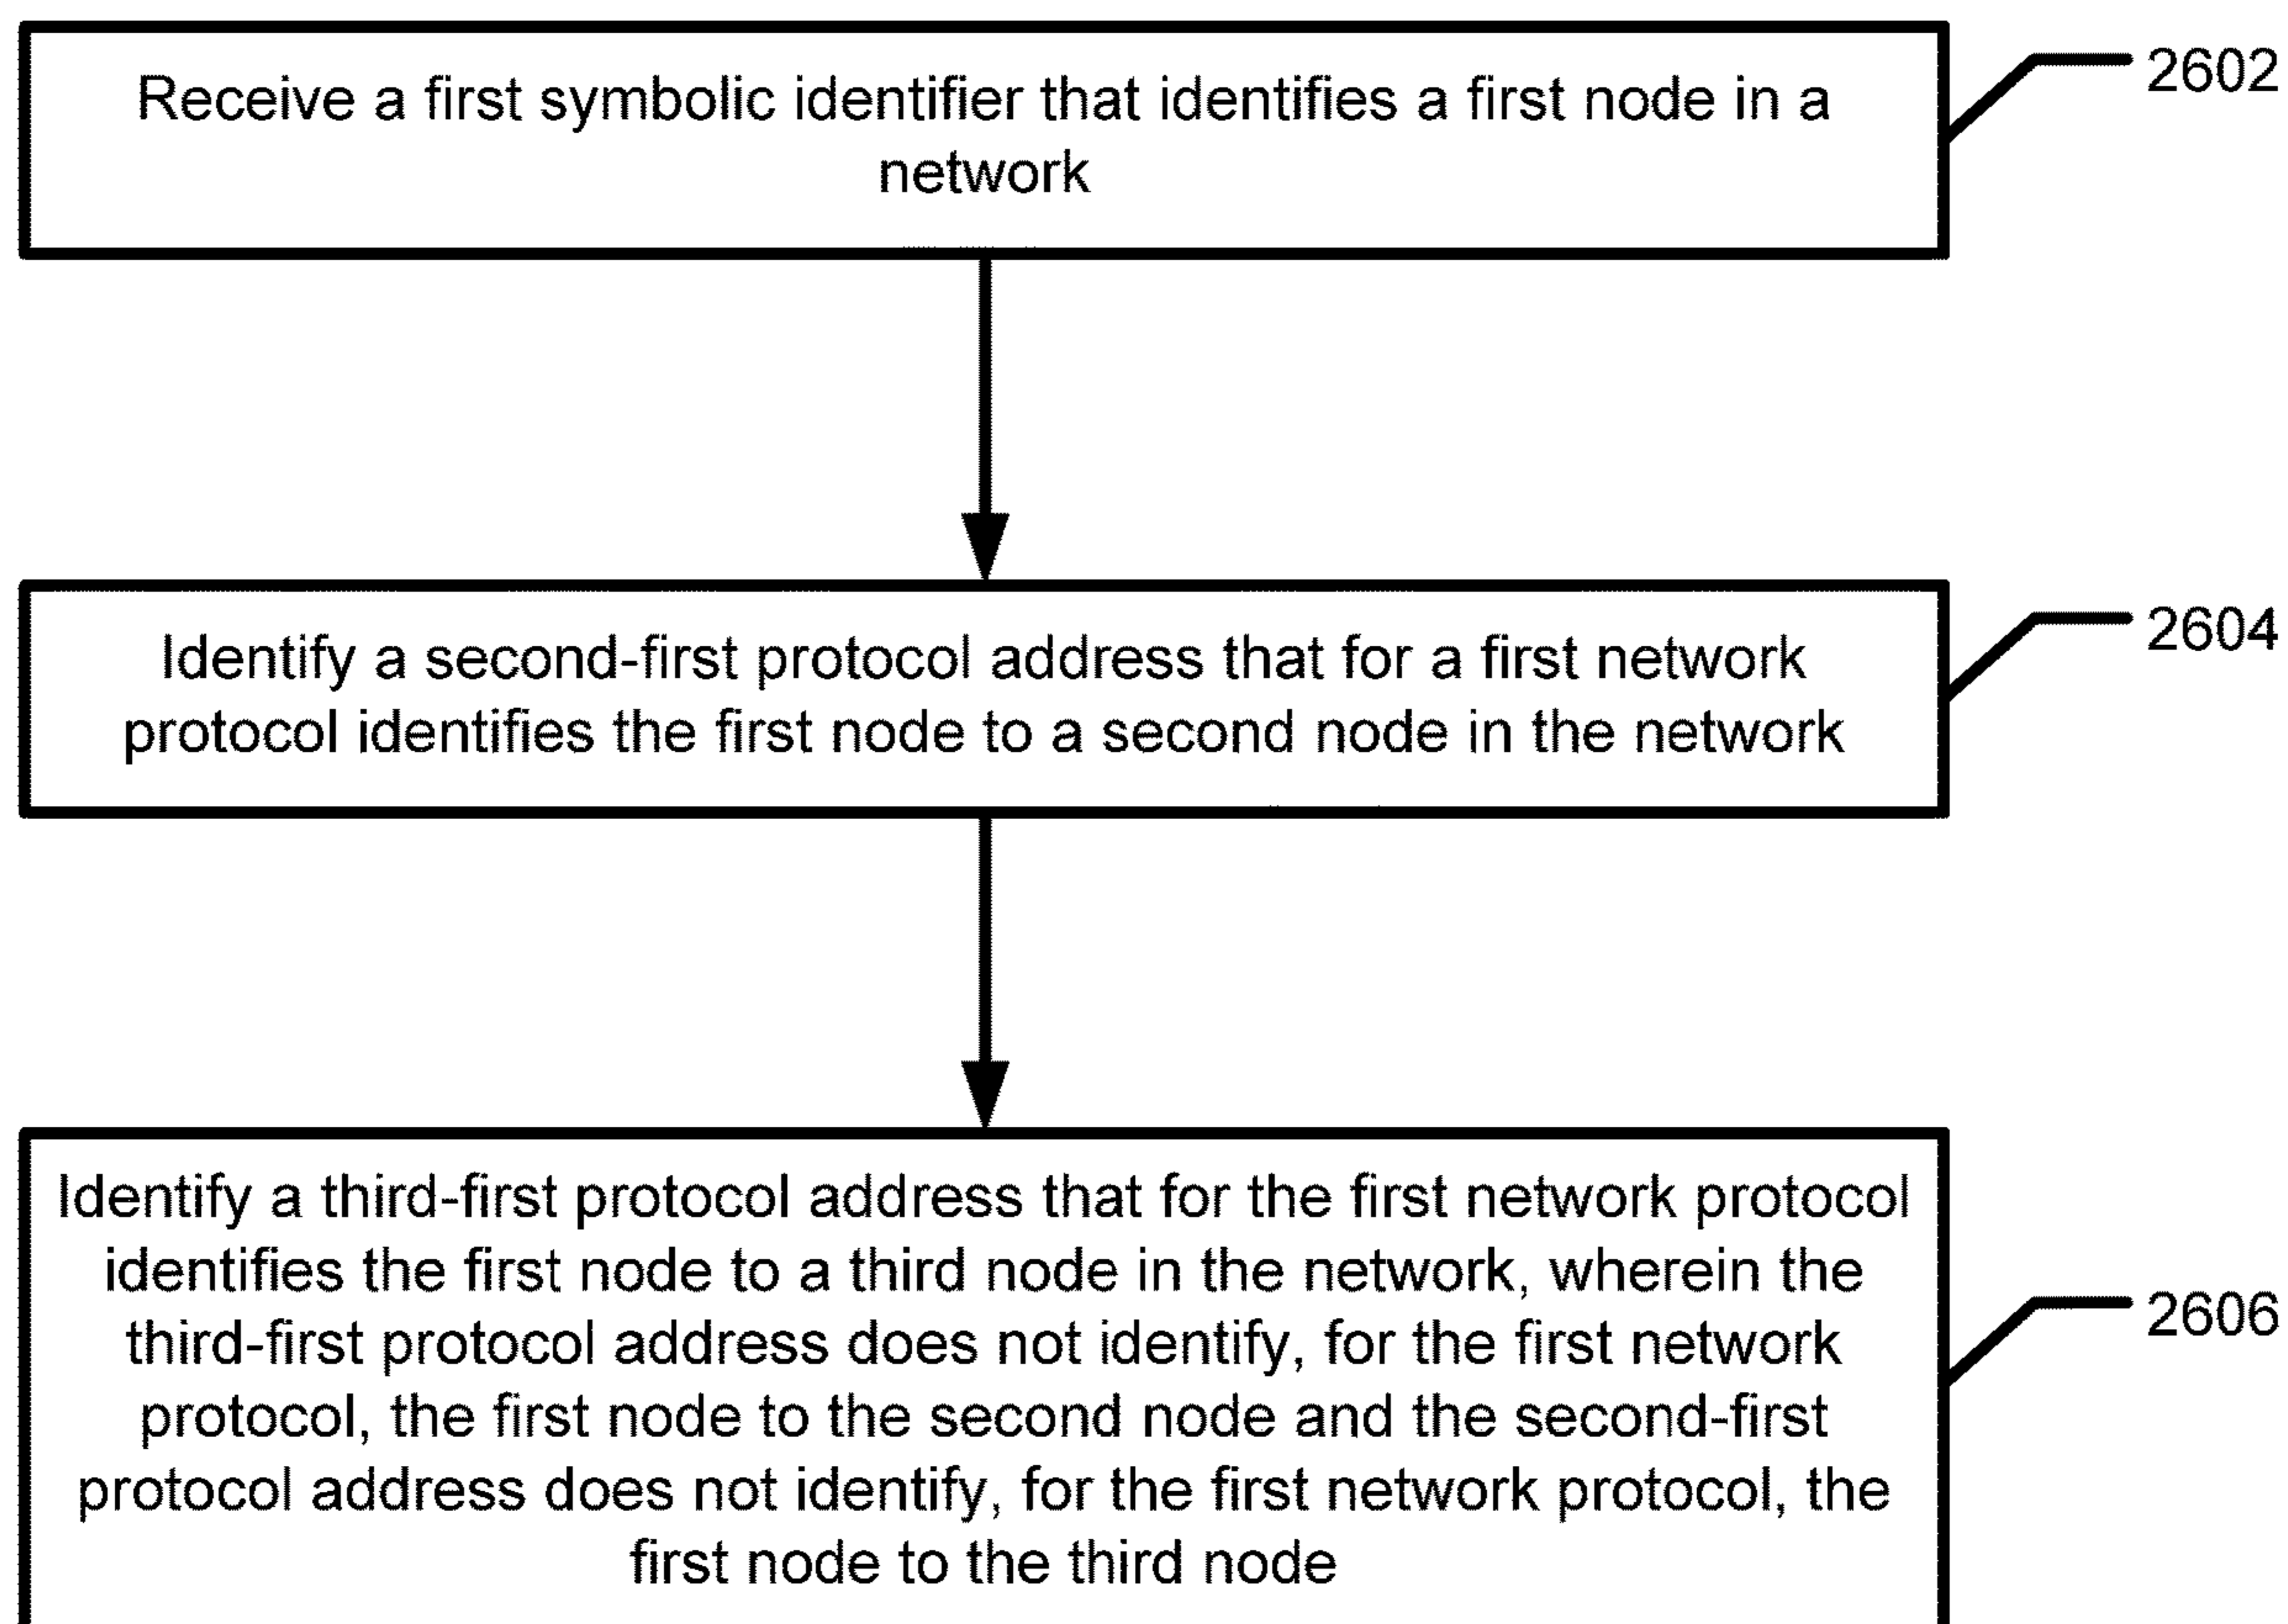 Receive a first symbolic identifier that identifies a first node in a
network
2602
Identify a second-first protocol address that for a first network
protocol identifies the first node to a second node in the network
2604
Identify a third-first protocol address that for the first network protocol
identifies the first node to a third node in the network, wherein the
third-first protocol address does not identify, for the first network
protocol, the first node to the second node and the second-first
protocol address does not identify, for the first network protocol, the
first node to the third node
2606